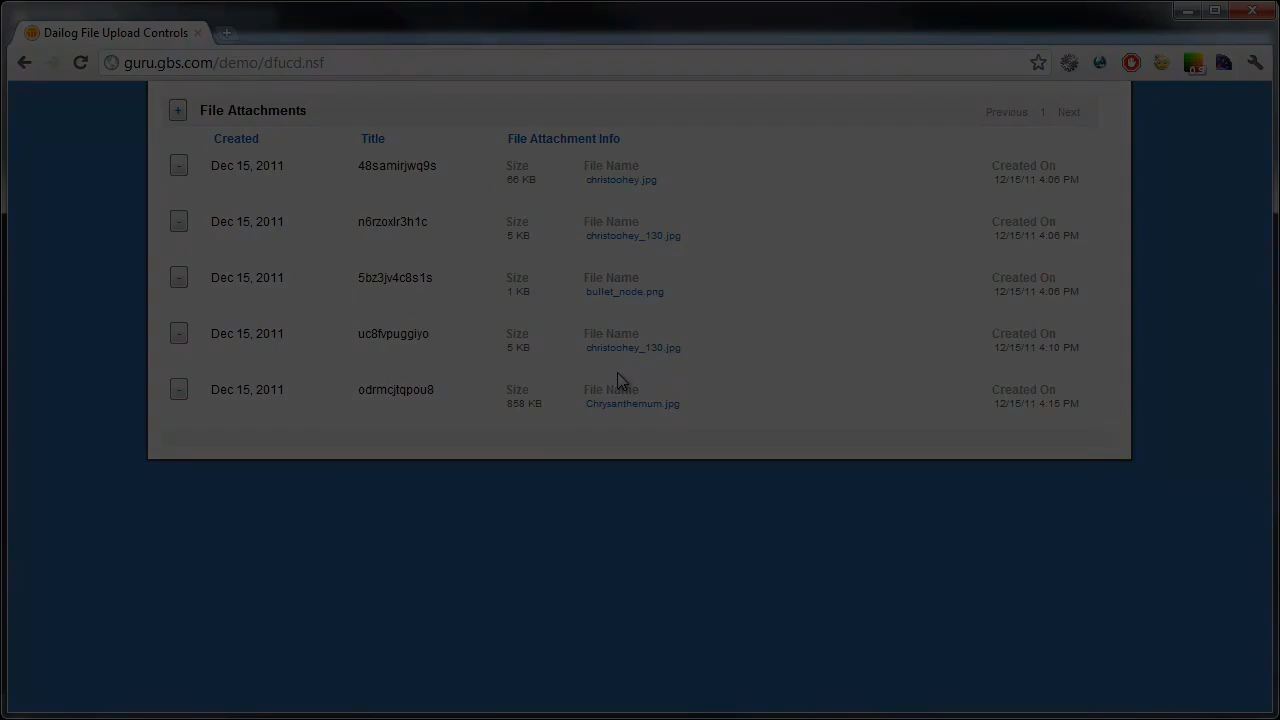 Dailog File Upload Controls
guru.gbs.com/demo/dfucd.nsf
0.9
+ File Attachments Previous 1 Next
Created Title File Attachment Info
- Dec 15, 2011 48samirjwq9s Size File Name Created On
66 KB christoohey.jpg 12/15/11 4:06 PM
- Dec 15, 2011 n6rzoxlr3h1c Size File Name Created On
5 KB christoohey_130.jpg 12/15/11 4:06 PM
- Dec 15, 2011 5bz3jv4c8s1s Size File Name Created On
1 KB bullet_node.png 12/15/11 4:06 PM
- Dec 15, 2011 uc8fvpuggiyo Size File Name Created On
5 KB christoohey_130.jpg 12/15/11 4:10 PM
- Dec 15, 2011 odrmcjtqpou8 Size File Name Created On
858 KB Chrysanthemum.jpg 12/15/11 4:15 PM